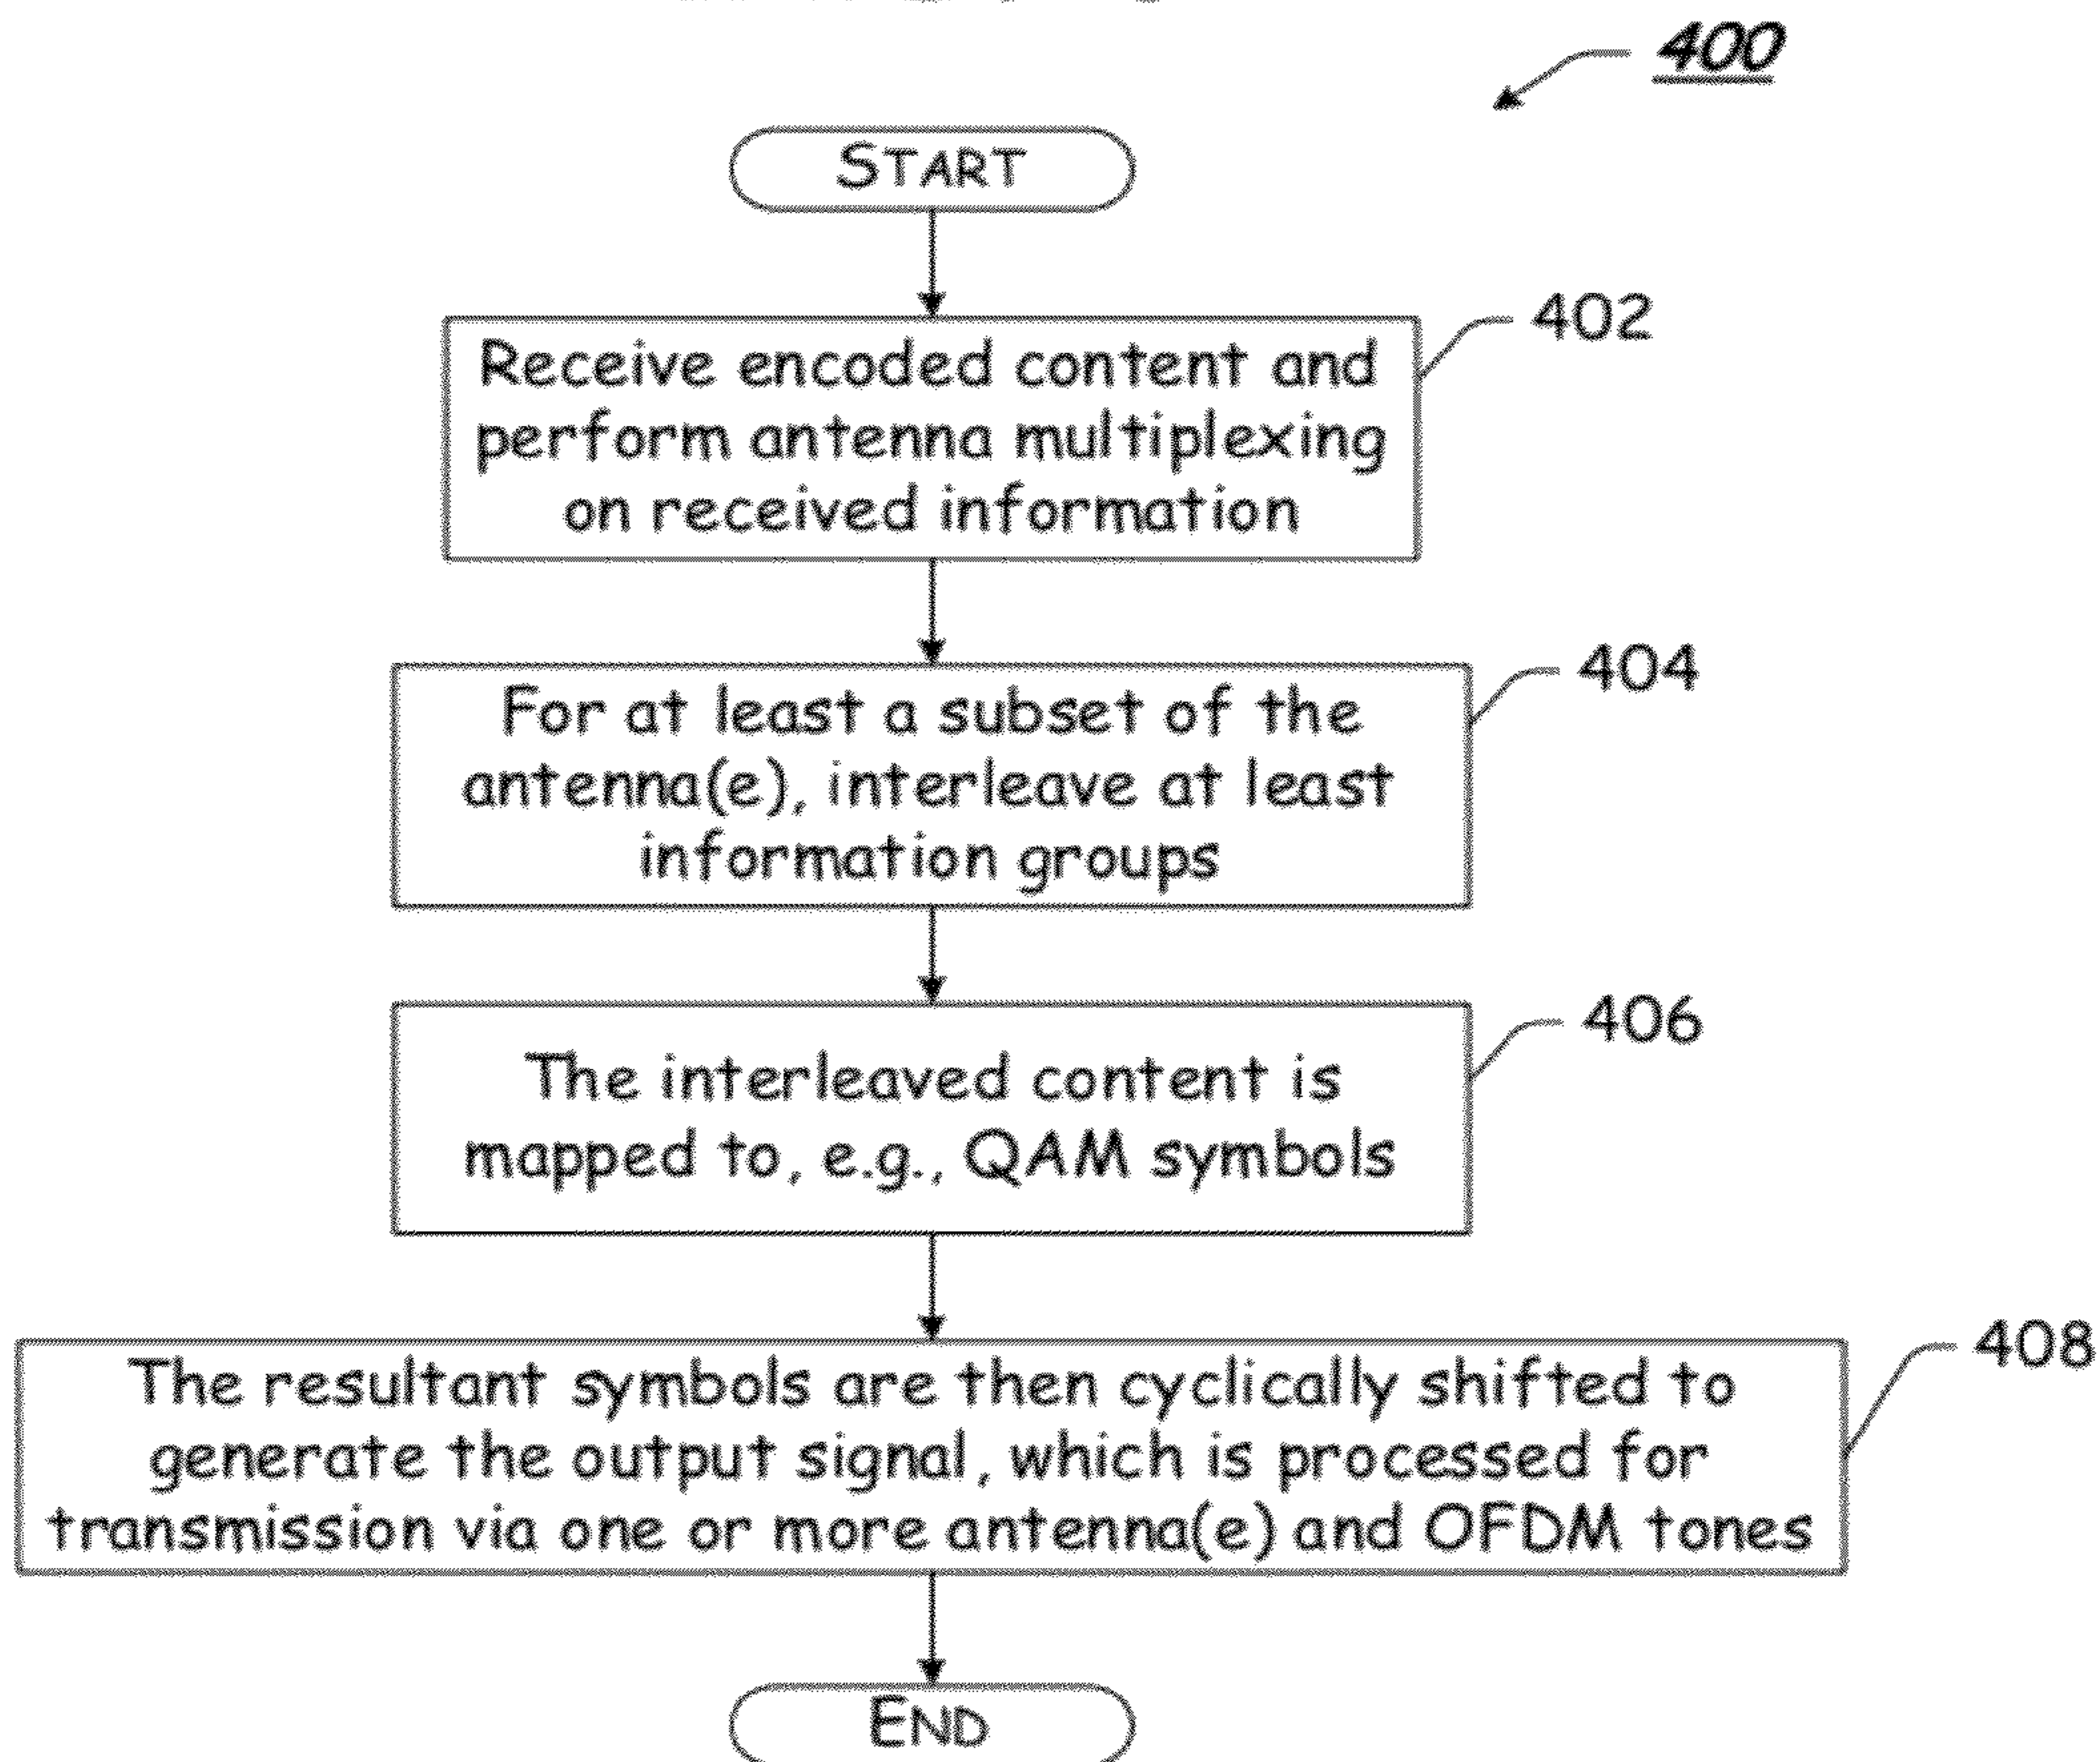 400
START
Receive encoded content and
perform antenna multiplexing
on received information
402
For at least a subset of the
antenna(e), interleave at least
information groups
404
The interleaved content is
mapped to, e.g., QAM symbols
406
The resultant symbols are then cyclically shifted to
generate the output signal, which is processed for
transmission via one or more antenna(e) and OFDM tones
408
END